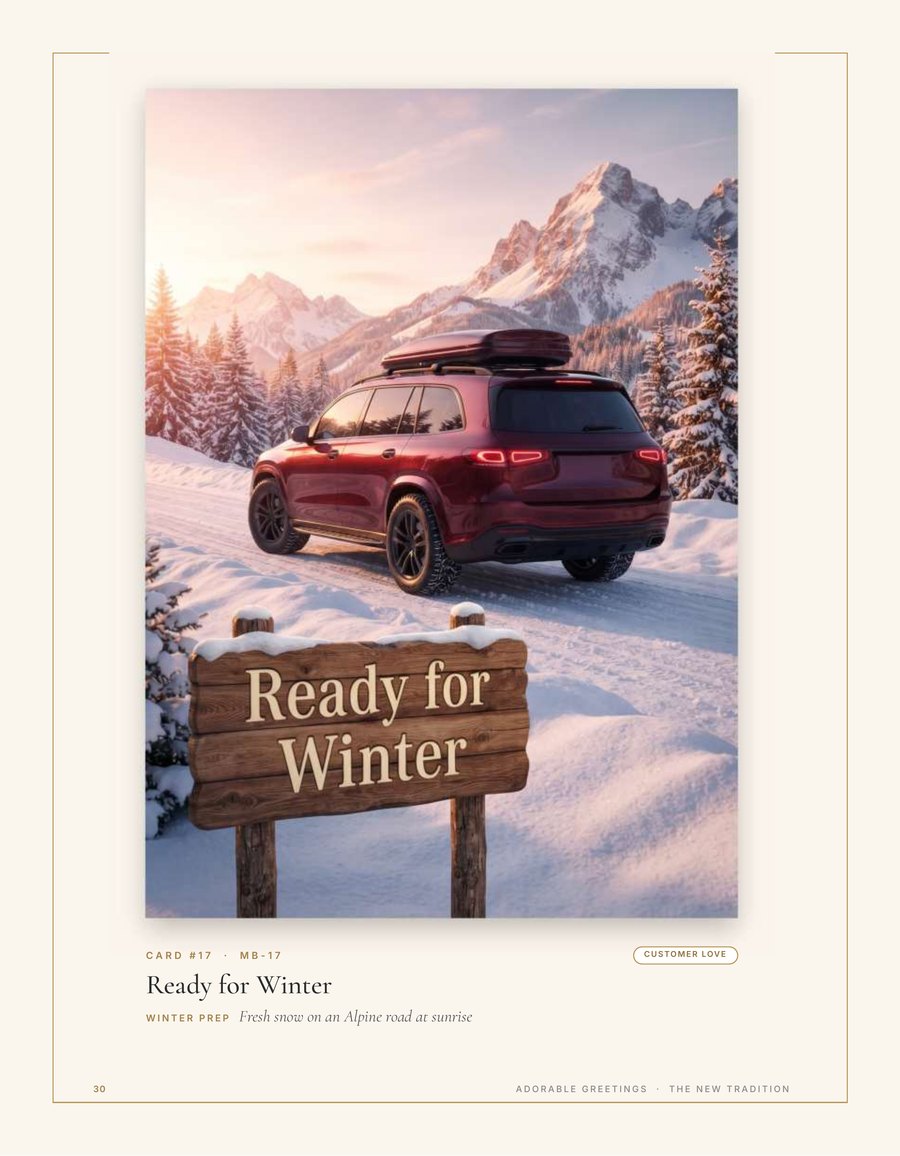 Ready for
Winter
CARD #17 · MB-17
CUSTOMER LOVE
Ready for Winter
WINTER PREP Fresh snow on an Alpine road at sunrise
30
ADORABLE GREETINGS · THE NEW TRADITION